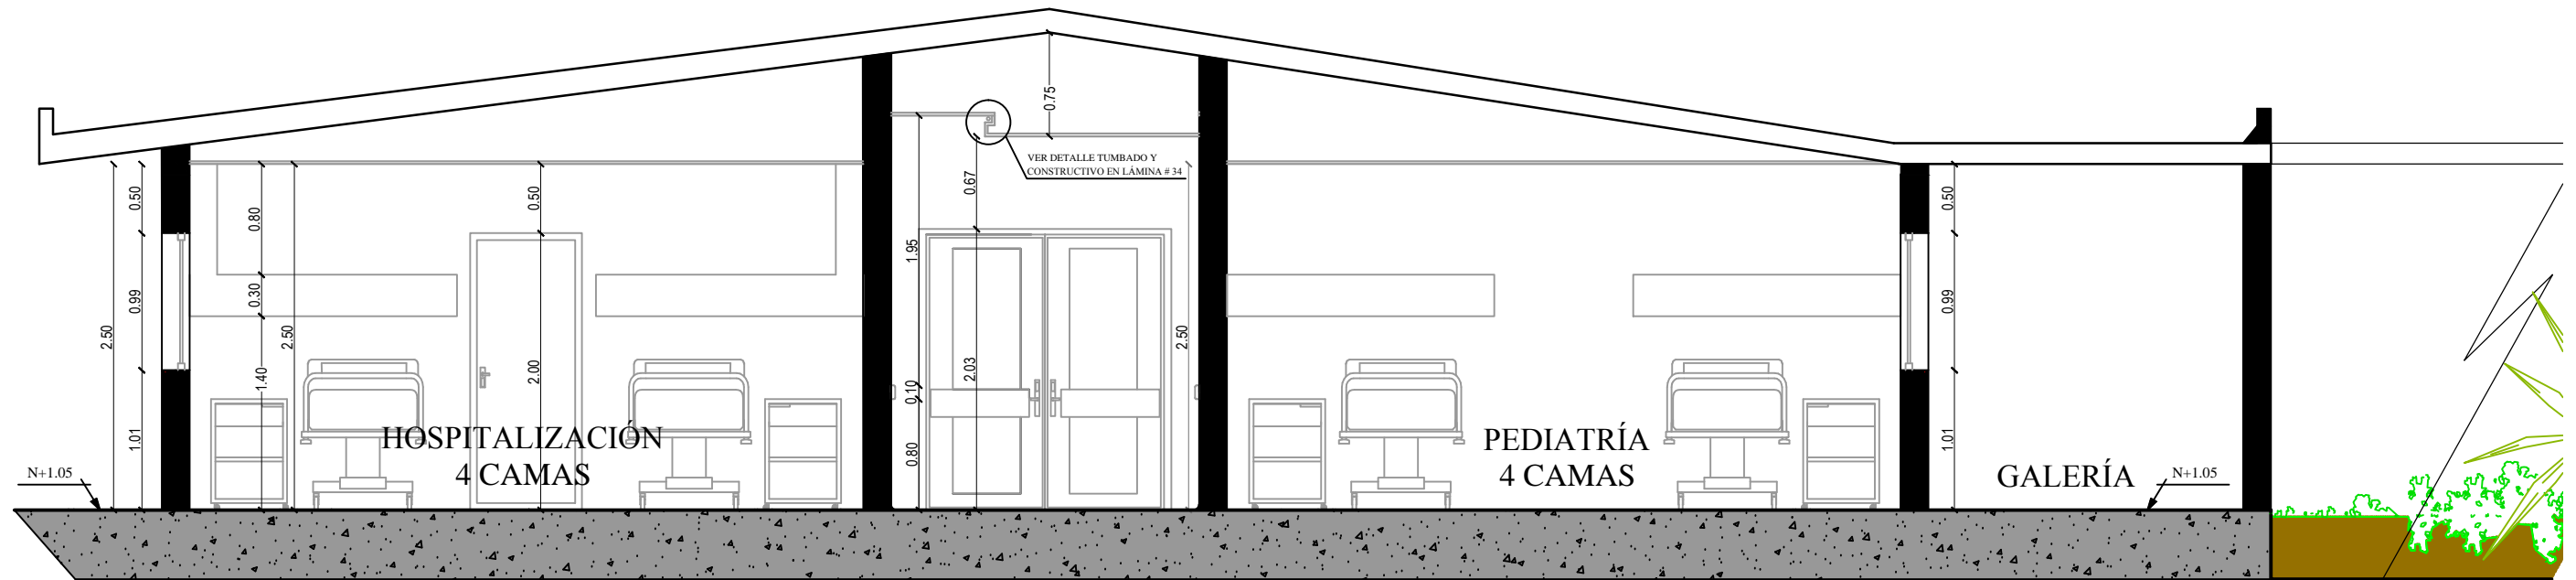 0.75
VER DETALLE TUMBADO Y
CONSTRUCTIVO EN LÁMINA # 34
0.50
0.80
0.50
0.67
0.50
0.99
0.30
1.95
0.99
2.50
2.50
2.50
1.40
2.00
2.03
0.10
1.01
HOSPITALIZACIÓN
4 CAMAS
0.80
PEDIATRÍA
4 CAMAS
1.01
GALERÍA
N+1.05
N+1.05